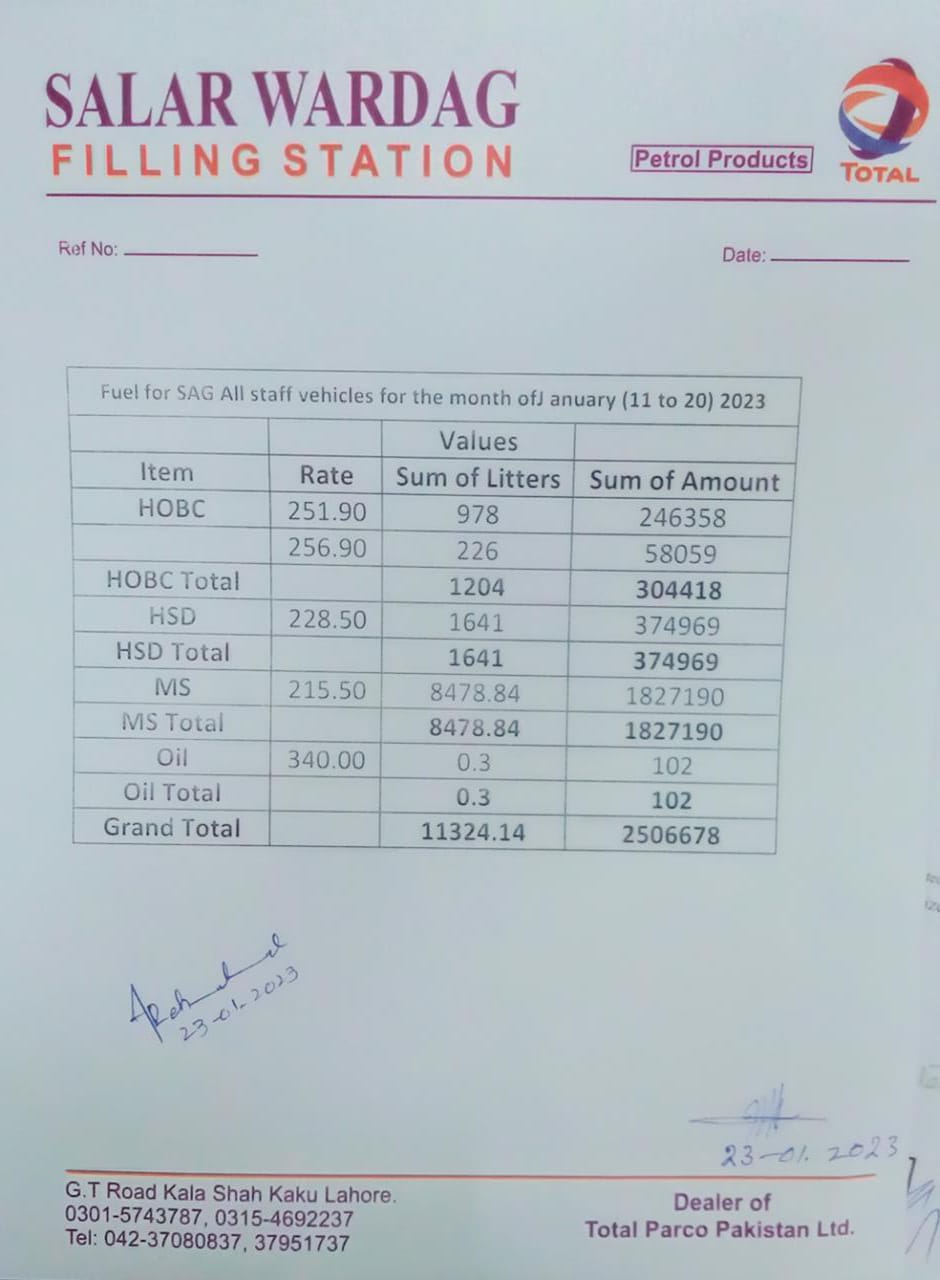 SALAR WARDAG
FILLING STATION
Petrol Products
TOTAL
Ref No:
Date:
Fuel for SAG All staff vehicles for the month ofJ anuary (11 to 20) 2023
Values
Item Rate Sum of Litters Sum of Amount
HOBC 251.90 978 246358
256.90 226 58059
HOBC Total 1204 304418
HSD 228.50 1641 374969
HSD Total 1641 374969
MS 215.50 8478.84 1827190
MS Total 8478.84 1827190
Oil 340.00 0.3 102
Oil Total 0.3 102
Grand Total 11324.14 2506678
23-01-2023
23-01. 2023
G.T Road Kala Shah Kaku Lahore.
0301-5743787, 0315-4692237
Tel: 042-37080837, 37951737
Dealer of
Total Parco Pakistan Ltd.